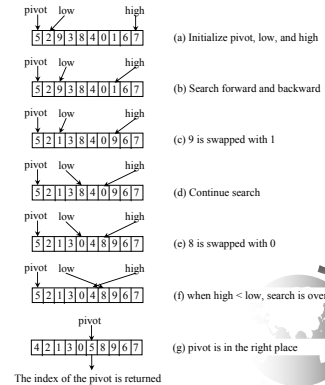 pivot low high
5 2 9 3 8 4 0 1 6 7 (a) Initialize pivot, low, and high
pivot low high
5 2 9 3 8 4 0 1 6 7 (b) Search forward and backward
pivot low high
5 2 1 3 8 4 0 9 6 7 (c) 9 is swapped with 1
pivot low high
5 2 1 3 8 4 0 9 6 7 (d) Continue search
pivot low high
5 2 1 3 0 4 8 9 6 7 (e) 8 is swapped with 0
pivot low high
5 2 1 3 0 4 8 9 6 7 (f) when high < low, search is over
pivot
4 2 1 3 0 5 8 9 6 7 (g) pivot is in the right place
The index of the pivot is returned